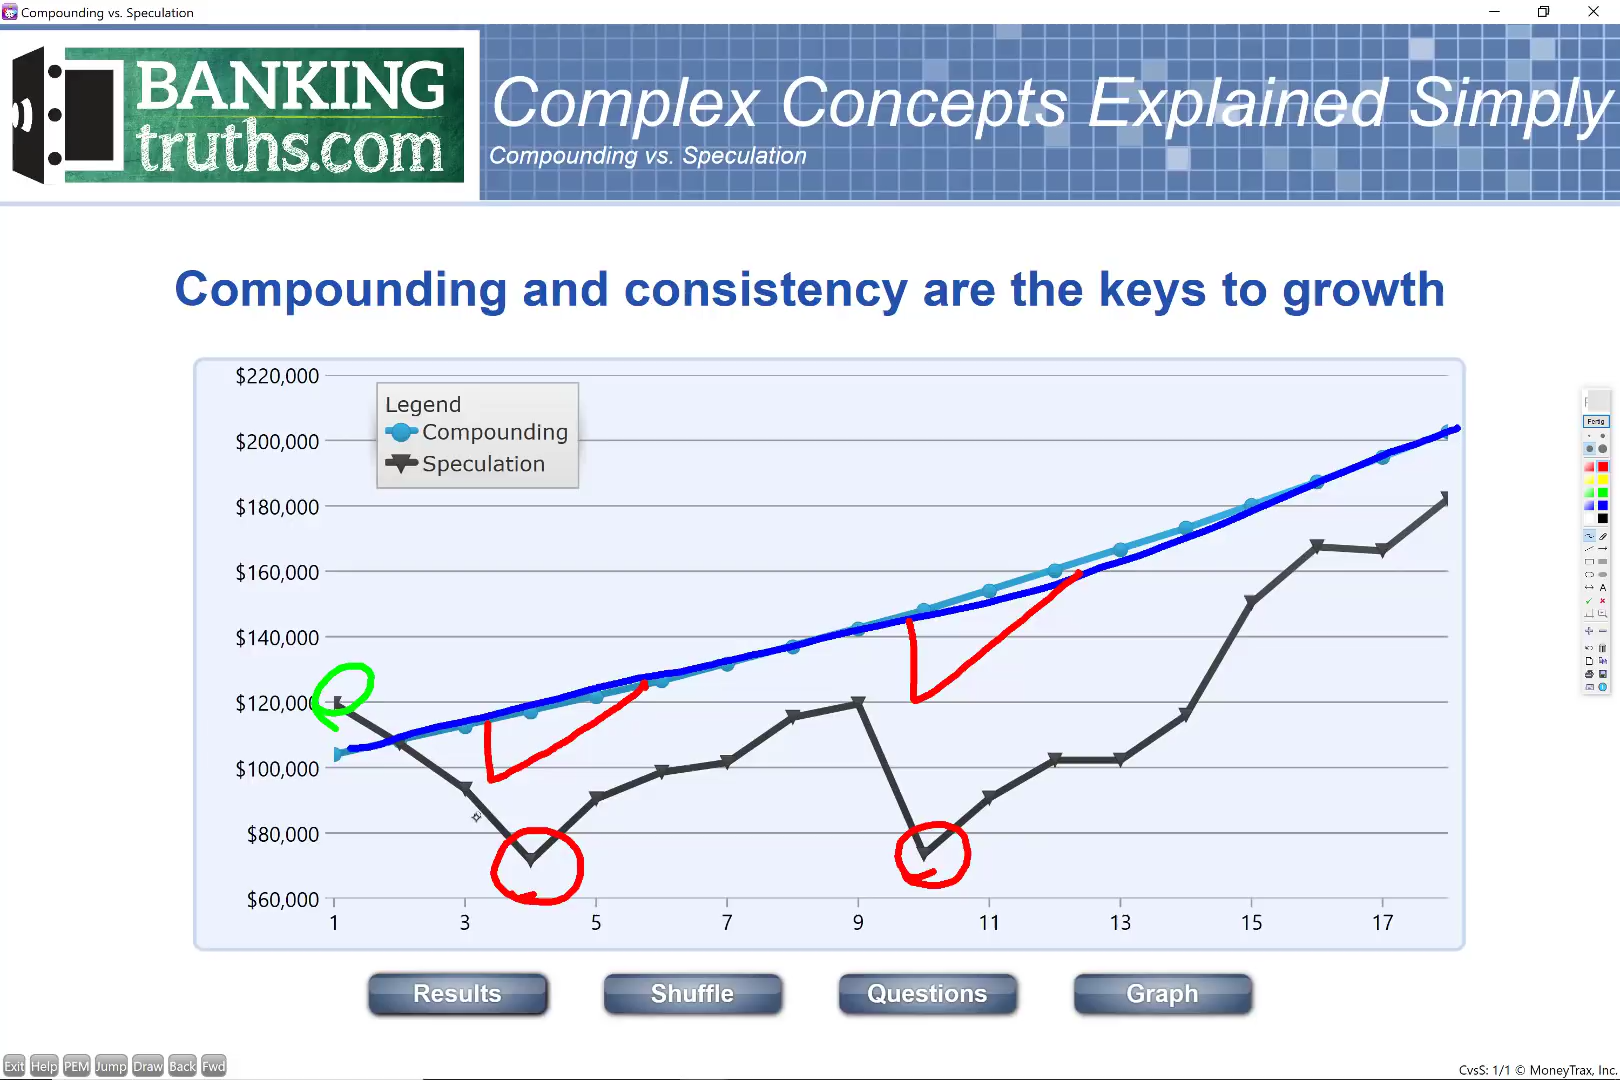 Compounding vs. Speculation
BANKING
truths.com
Complex Concepts Explained Simply
Compounding vs. Speculation
Compounding and consistency are the keys to growth
$220,000
$200,000
$180,000
$160,000
$140,000
$120,000
$100,000
$80,000
$60,000
Legend
Compounding
Speculation
1 3 5 7 9 11 13 15 17
Results Shuffle Questions Graph
Fertig
A
Exit Help PEM Jump Draw Back Fwd
CvsS: 1/1 © MoneyTrax, Inc.